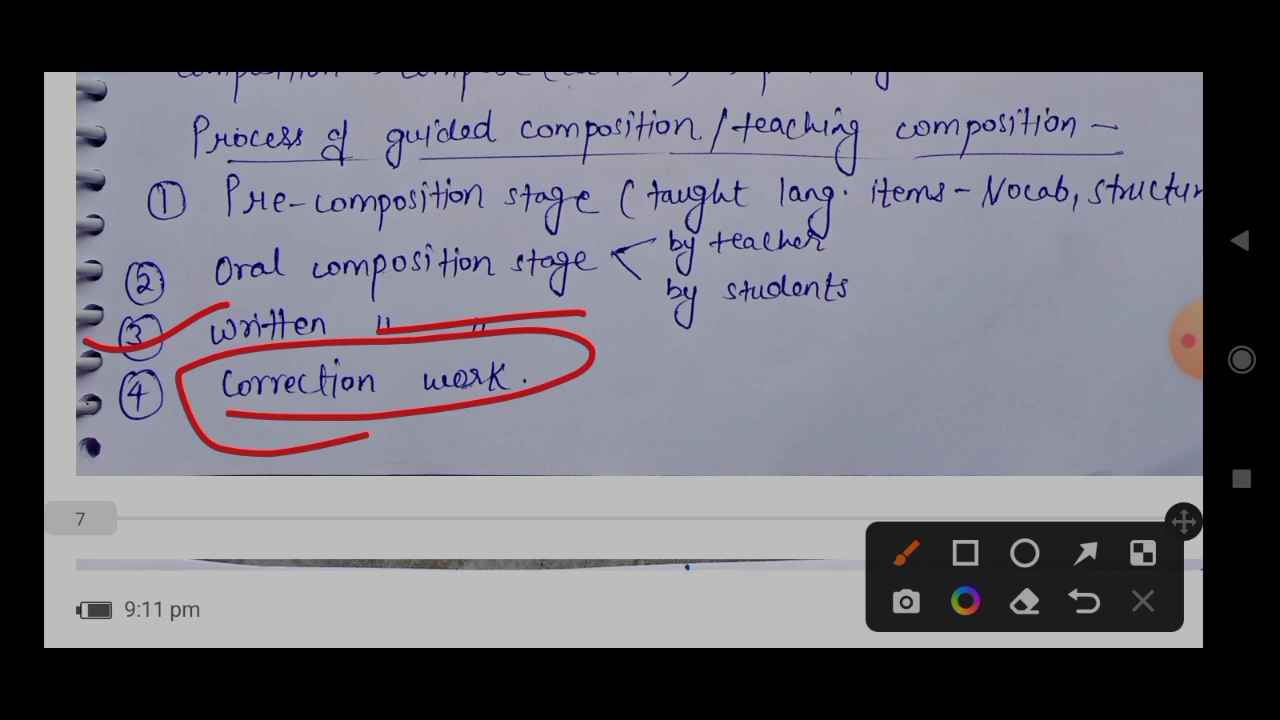 Process of guided composition / teaching composition -
① Pre-composition stage (taught lang. items - Vocab, structur
② Oral composition stage < by teacher
by students
③ written " "
④ Correction work.
7
9:11 pm